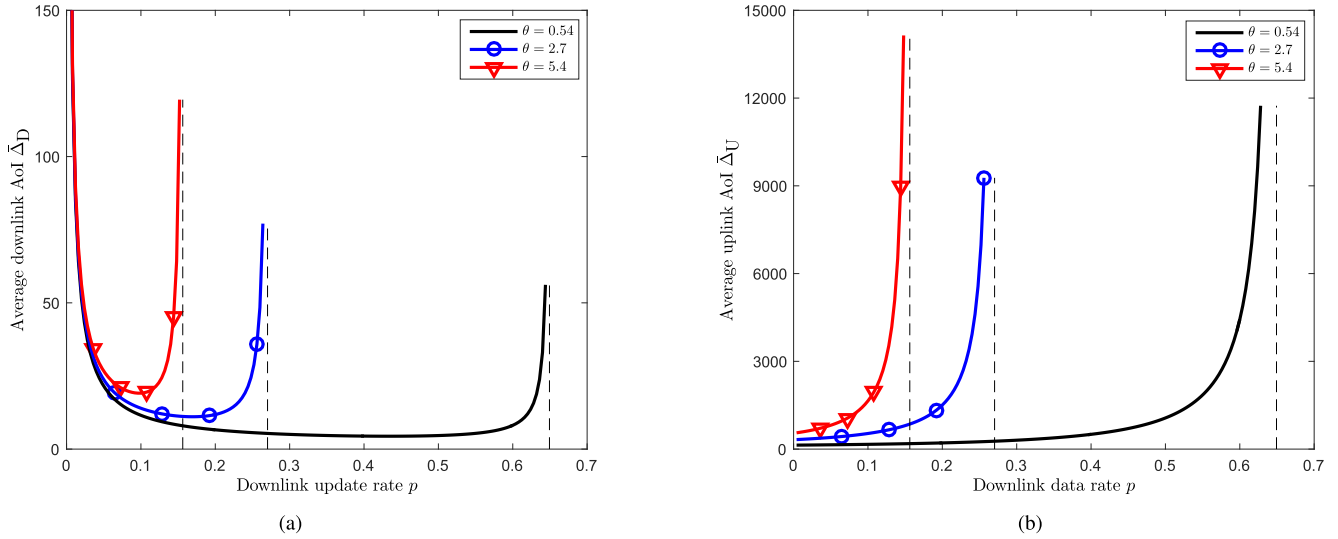 150
100
50
0
0 0.1 0.2 0.3 0.4 0.5 0.6 0.7
Average downlink AoI Δ̄_D
Downlink update rate p
θ = 0.54
θ = 2.7
θ = 5.4
(a)
15000
12000
9000
6000
3000
0
0 0.1 0.2 0.3 0.4 0.5 0.6 0.7
Average uplink AoI Δ̄_U
Downlink data rate p
θ = 0.54
θ = 2.7
θ = 5.4
(b)